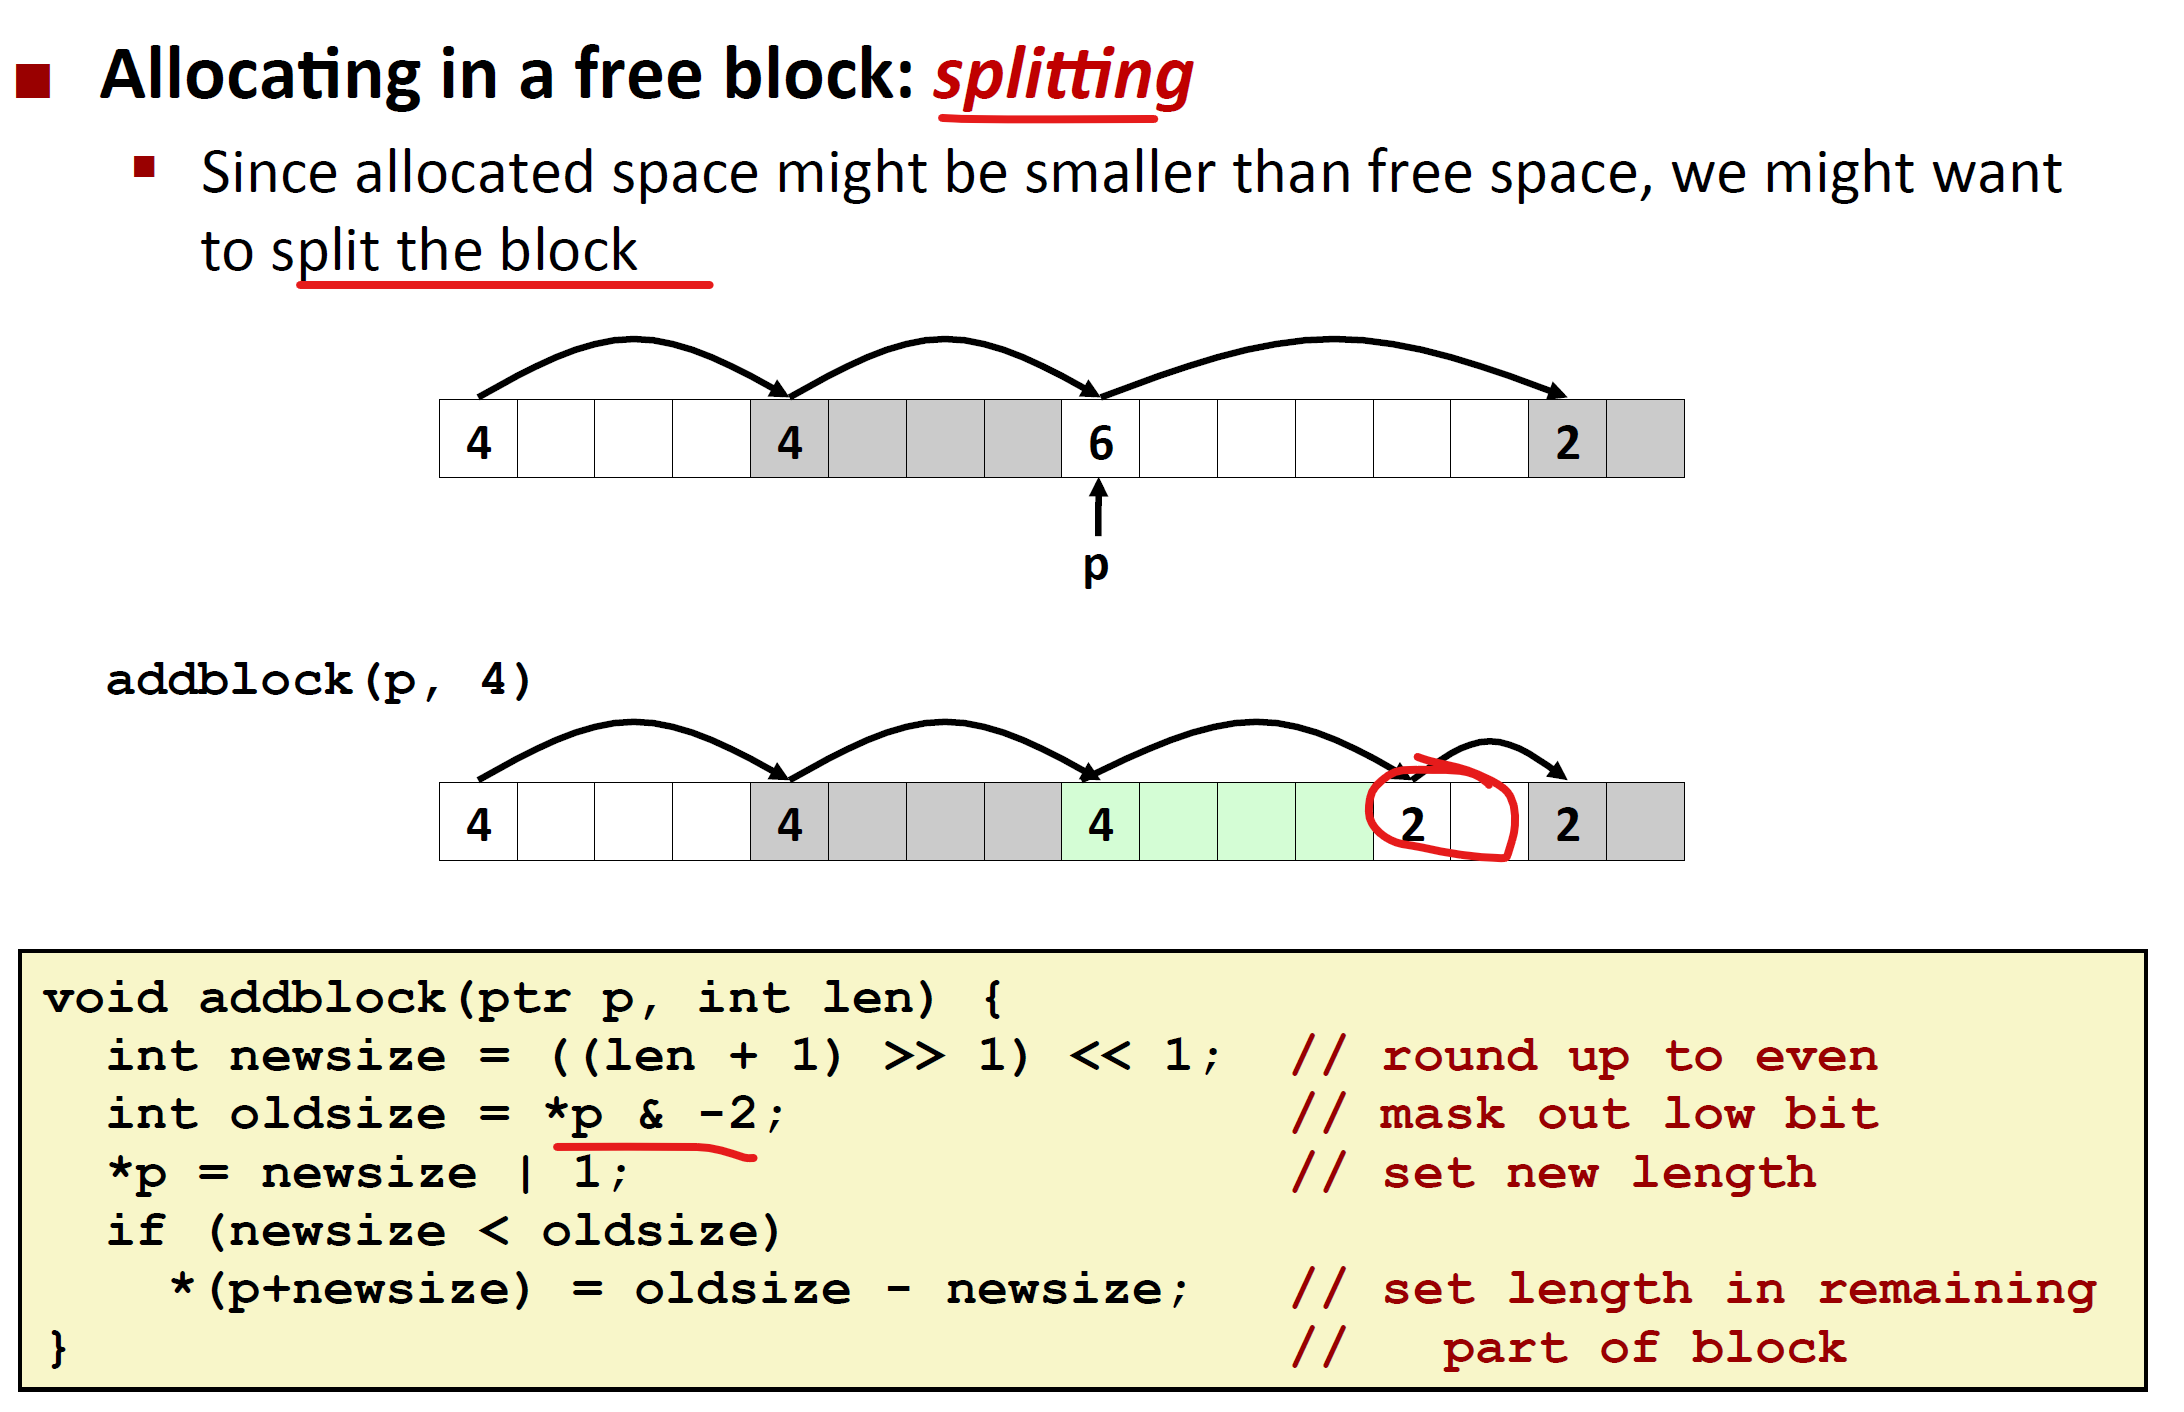 Allocating in a free block: splitting
Since allocated space might be smaller than free space, we might want
to split the block
4 4 6 2
p
addblock(p, 4)
4 4 4 2 2
void addblock(ptr p, int len) {
int newsize = ((len + 1) >> 1) << 1; // round up to even
int oldsize = *p & -2; // mask out low bit
*p = newsize | 1; // set new length
if (newsize < oldsize)
*(p+newsize) = oldsize - newsize; // set length in remaining
} // part of block